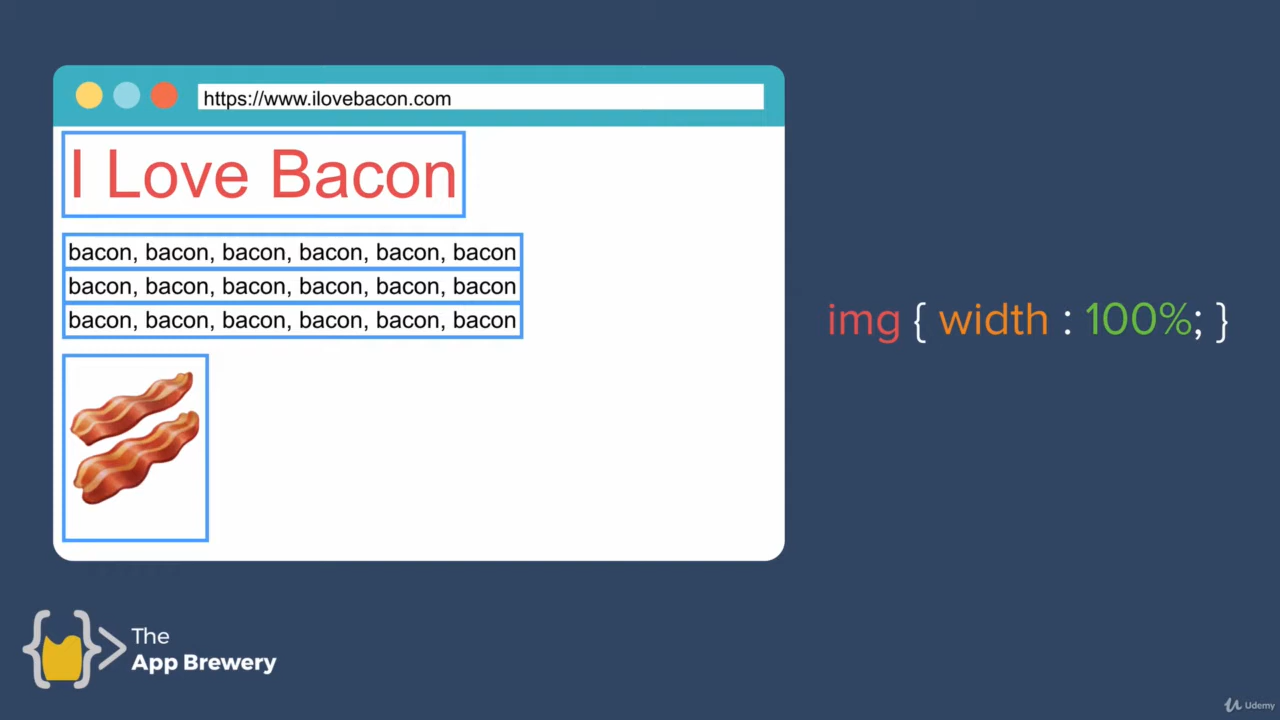 https://www.ilovebacon.com
I Love Bacon
bacon, bacon, bacon, bacon, bacon, bacon
bacon, bacon, bacon, bacon, bacon, bacon
bacon, bacon, bacon, bacon, bacon, bacon
img { width : 100%; }
The
App Brewery
Udemy